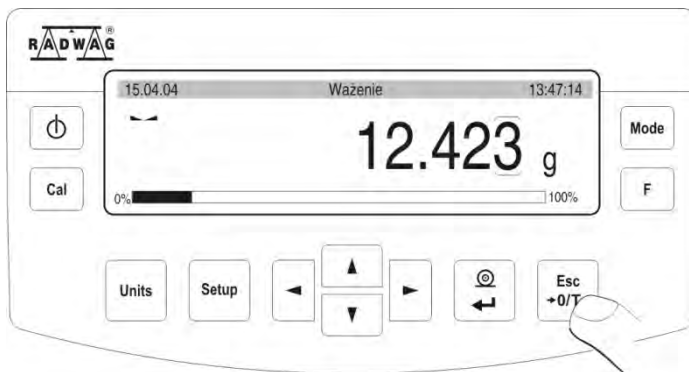 RADWAG®
15.04.04 Ważenie 13:47:14
12.423 g
0% 100%
Mode
Cal
F
Units
Setup
Esc
→0/T